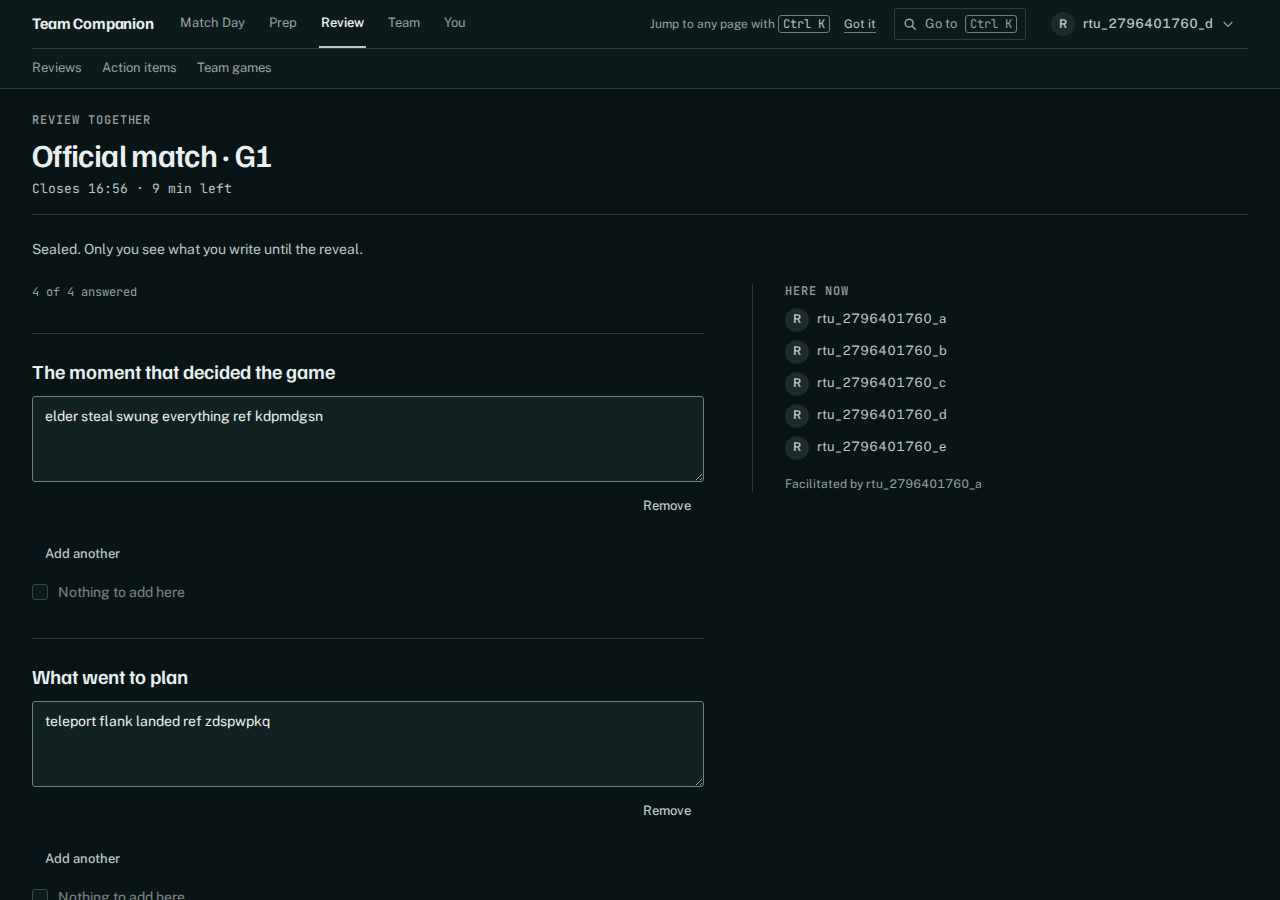 Team Companion Match Day Prep Review Team You Jump to any page with Ctrl K Got it Go to Ctrl K R rtu_2796401760_d
Reviews Action items Team games
REVIEW TOGETHER
Official match · G1
Closes 16:56 · 9 min left
Sealed. Only you see what you write until the reveal.
4 of 4 answered
The moment that decided the game
elder steal swung everything ref kdpmdgsn
Remove
Add another
Nothing to add here
What went to plan
teleport flank landed ref zdspwpkq
Remove
Add another
Nothing to add here
HERE NOW
R rtu_2796401760_a
R rtu_2796401760_b
R rtu_2796401760_c
R rtu_2796401760_d
R rtu_2796401760_e
Facilitated by rtu_2796401760_a